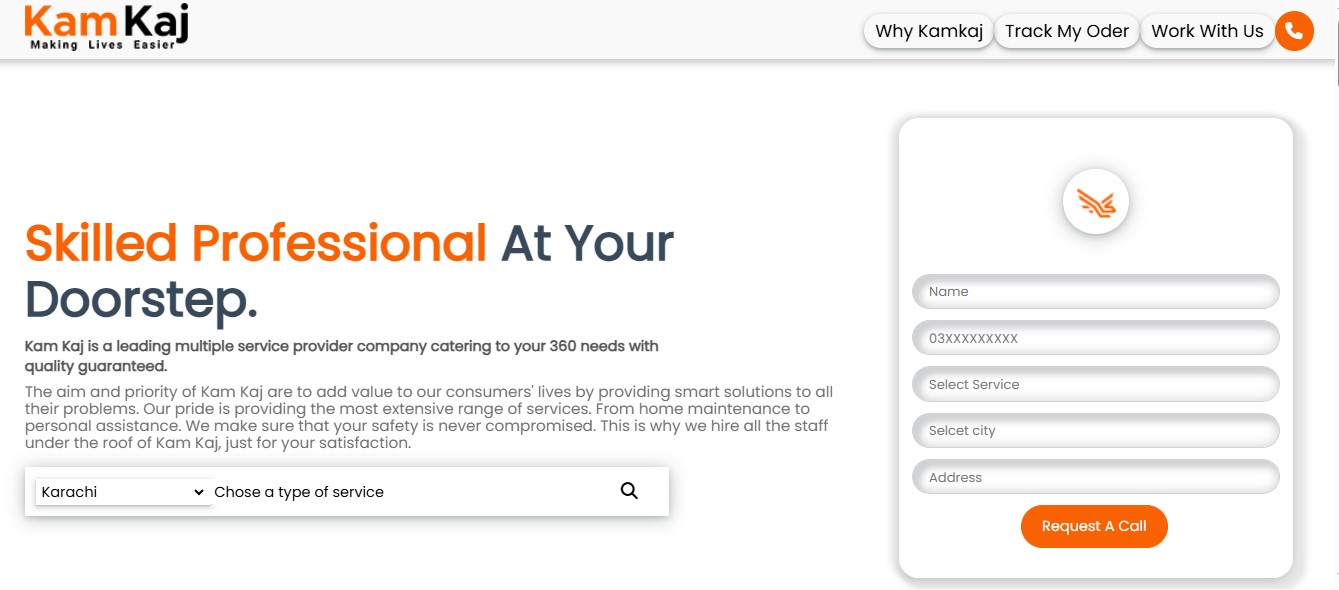 Kam Kaj
Making Lives Easier
Why Kamkaj
Track My Oder
Work With Us
Skilled Professional At Your
Doorstep.
Kam Kaj is a leading multiple service provider company catering to your 360 needs with
quality guaranteed.
The aim and priority of Kam Kaj are to add value to our consumers' lives by providing smart solutions to all
their problems. Our pride is providing the most extensive range of services. From home maintenance to
personal assistance. We make sure that your safety is never compromised. This is why we hire all the staff
under the roof of Kam Kaj, just for your satisfaction.
Karachi
Chose a type of service
Name
03XXXXXXXXX
Select Service
Selcet city
Address
Request A Call